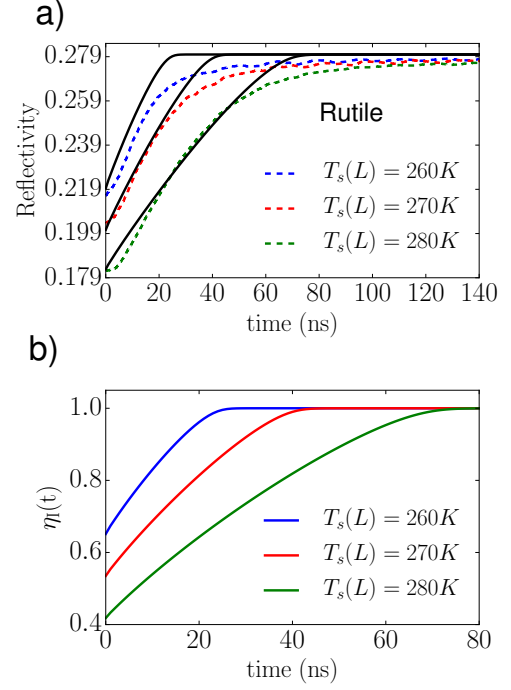 a)
Reflectivity
0.279
0.259
0.239
0.219
0.199
0.179
Rutile
T_s(L) = 260K
T_s(L) = 270K
T_s(L) = 280K
0 20 40 60 80 100 120 140
time (ns)
b)
η_I(t)
1.0
0.8
0.6
0.4
T_s(L) = 260K
T_s(L) = 270K
T_s(L) = 280K
0 20 40 60 80
time (ns)